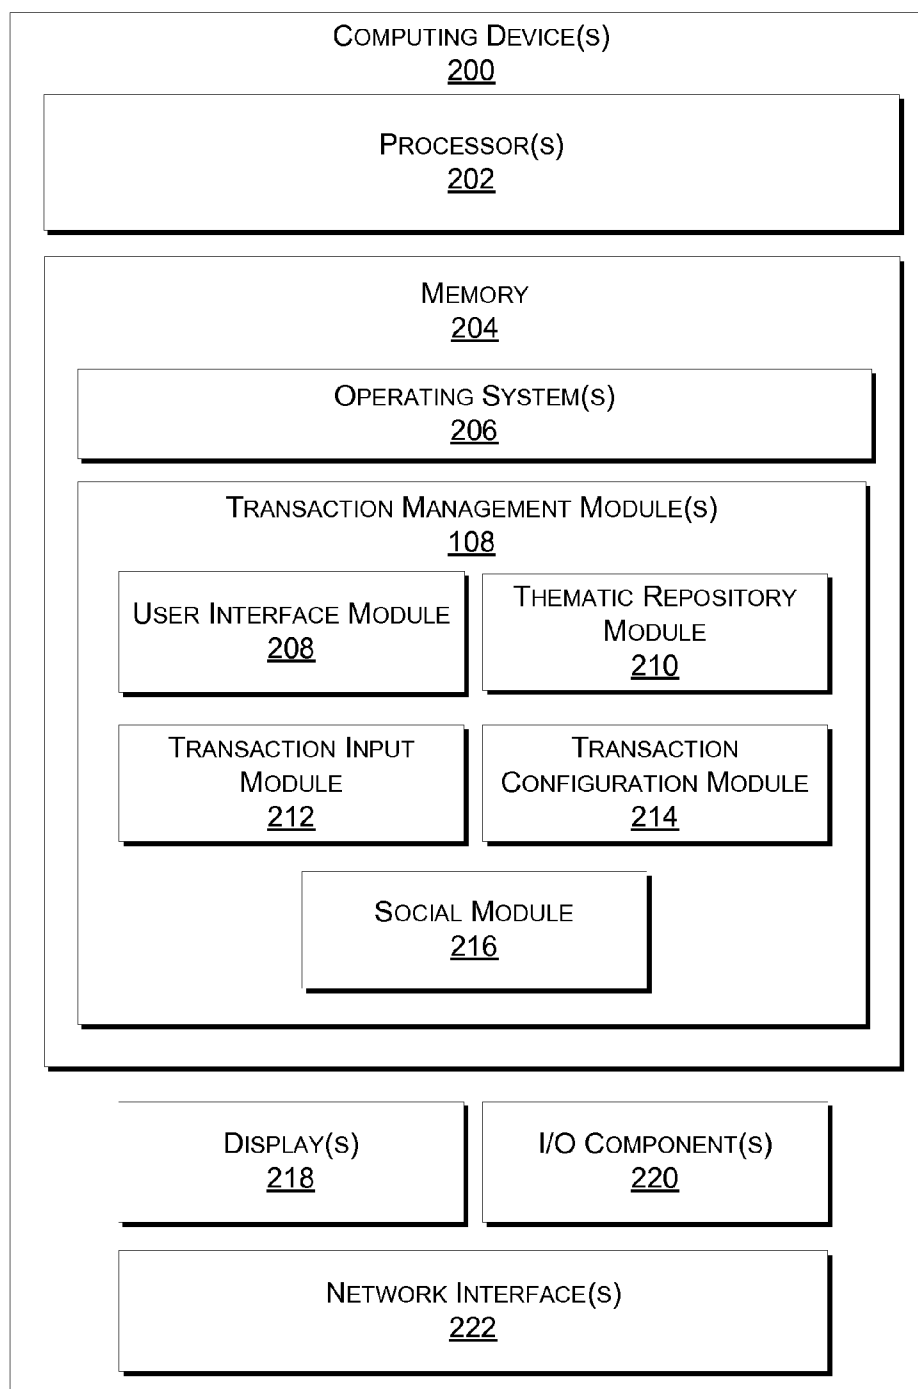 COMPUTING DEVICE(S)
200
PROCESSOR(S)
202
MEMORY
204
OPERATING SYSTEM(S)
206
TRANSACTION MANAGEMENT MODULE(S)
108
USER INTERFACE MODULE
208
THEMATIC REPOSITORY
MODULE
210
TRANSACTION INPUT
MODULE
212
TRANSACTION
CONFIGURATION MODULE
214
SOCIAL MODULE
216
DISPLAY(S)
218
I/O COMPONENT(S)
220
NETWORK INTERFACE(S)
222